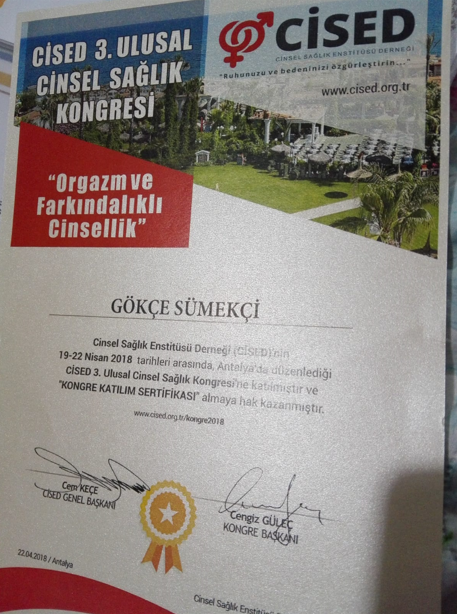 CİSED 3. ULUSAL
CİNSEL SAĞLIK
KONGRESİ
CİSED
CİNSEL SAĞLIK ENSTİTÜSÜ DERNEĞİ
"Ruhunuzu ve bedeninizi özgürleştirin..."
www.cised.org.tr
"Orgazm ve
Farkındalıklı
Cinsellik"
GÖKÇE SÜMEKÇİ
Cinsel Sağlık Enstitüsü Derneği (CİSED)'nin
19-22 Nisan 2018 tarihleri arasında, Antalya'da düzenlediği
CİSED 3. Ulusal Cinsel Sağlık Kongresi'ne katılmıştır ve
"KONGRE KATILIM SERTİFİKASI" almaya hak kazanmıştır.
www.cised.org.tr/kongre2018
Cem KEÇE
CİSED GENEL BAŞKANI
Cengiz GÜLEÇ
KONGRE BAŞKANI
22.04.2018 / Antalya
Cinsel Sağlık Enstitüsü